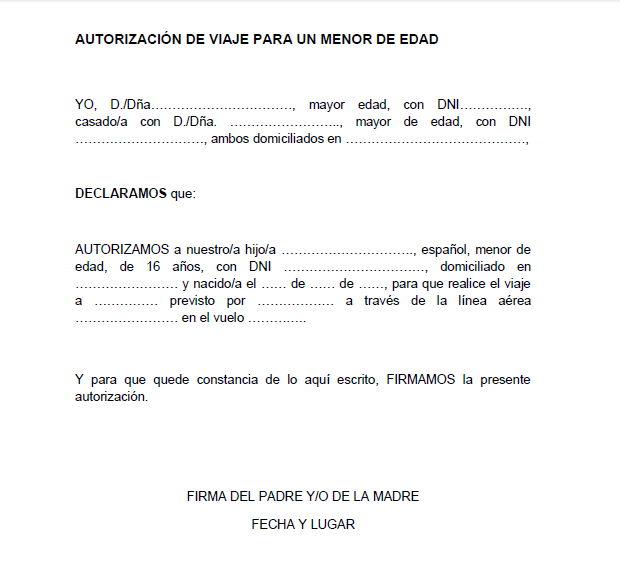 AUTORIZACIÓN DE VIAJE PARA UN MENOR DE EDAD
YO, D./Dña……………………………, mayor edad, con DNI……………,
casado/a con D./Dña. …………………….., mayor de edad, con DNI
…………………………, ambos domiciliados en ……………………………………,
DECLARAMOS que:
AUTORIZAMOS a nuestro/a hijo/a …………………………., español, menor de
edad, de 16 años, con DNI ……………………………, domiciliado en
…………………… y nacido/a el …… de …… de ……, para que realice el viaje
a …………… previsto por ……………… a través de la línea aérea
…………………… en el vuelo …………..
Y para que quede constancia de lo aquí escrito, FIRMAMOS la presente
autorización.
FIRMA DEL PADRE Y/O DE LA MADRE
FECHA Y LUGAR